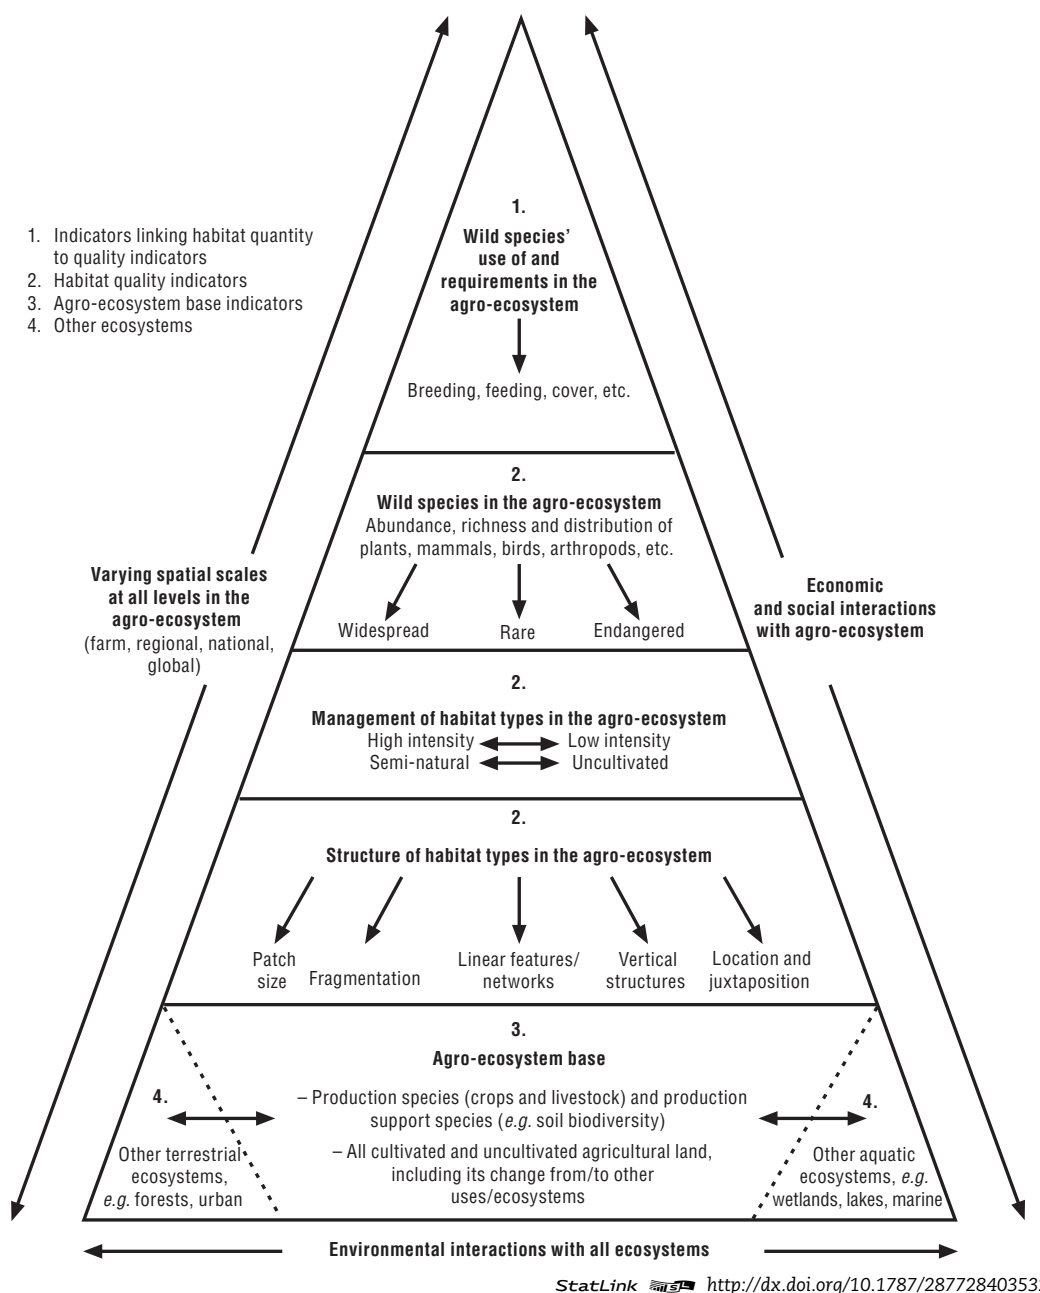 1.
Wild species'
use of and
requirements in the
agro-ecosystem
Breeding, feeding, cover, etc.
1. Indicators linking habitat quantity
to quality indicators
2. Habitat quality indicators
3. Agro-ecosystem base indicators
4. Other ecosystems
2.
Wild species in the agro-ecosystem
Abundance, richness and distribution of
plants, mammals, birds, arthropods, etc.
Widespread
Rare
Endangered
Varying spatial scales
at all levels in the
agro-ecosystem
(farm, regional, national,
global)
Economic
and social interactions
with agro-ecosystem
2.
Management of habitat types in the agro-ecosystem
High intensity Low intensity
Semi-natural Uncultivated
2.
Structure of habitat types in the agro-ecosystem
Patch
size
Fragmentation
Linear features/
networks
Vertical
structures
Location and
juxtaposition
3.
Agro-ecosystem base
– Production species (crops and livestock) and production
support species (e.g. soil biodiversity)
– All cultivated and uncultivated agricultural land,
including its change from/to other
uses/ecosystems
4.
Other terrestrial
ecosystems,
e.g. forests, urban
4.
Other aquatic
ecosystems, e.g.
wetlands, lakes, marine
Environmental interactions with all ecosystems
StatLink http://dx.doi.org/10.1787/28772840353